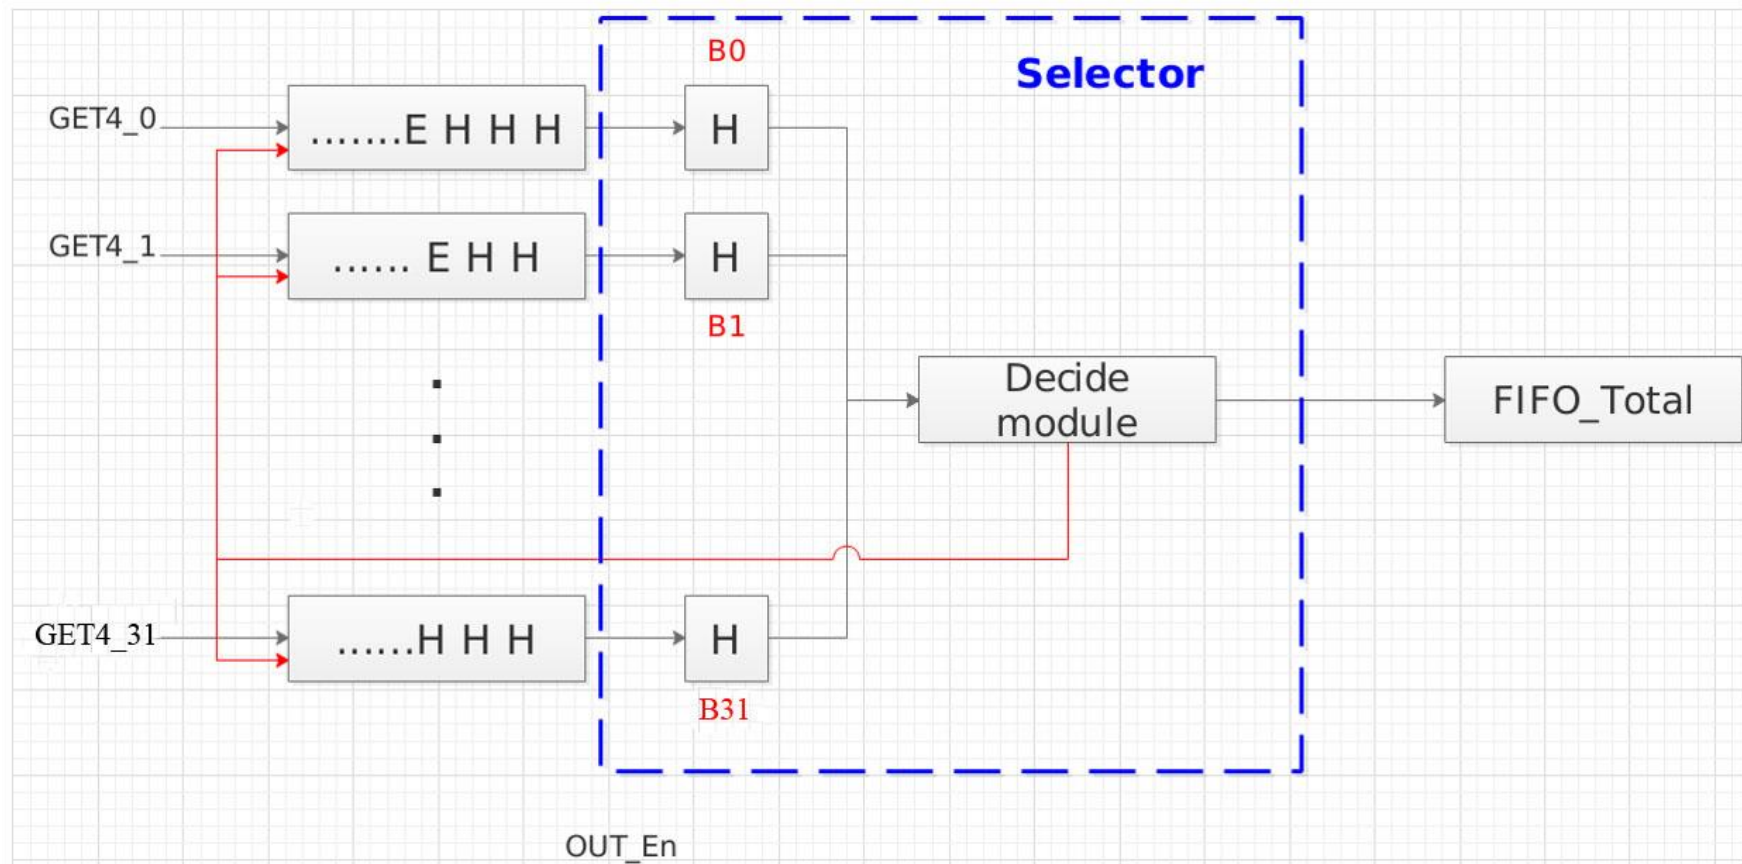 B0
Selector
GET4_0
.......E H H H
H
GET4_1
...... E H H
H
B1
Decide
module
FIFO_Total
GET4_31
......H H H
H
B31
OUT_En